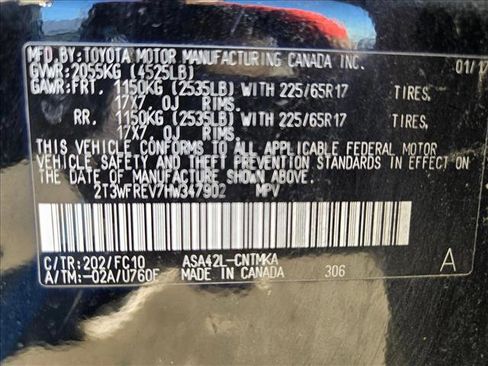 MFD.BY:TOYOTA MOTOR MANUFACTURING CANADA INC. 01/17
GVWR:2055KG (4525LB)
GAWR:FRT. 1150KG (2535LB) WITH 225/65R17 TIRES,
17X7. 0J RIMS.
RR. 1150KG (2535LB) WITH 225/65R17 TIRES,
17X7. 0J RIMS.
THIS VEHICLE CONFORMS TO ALL APPLICABLE FEDERAL MOTOR
VEHICLE SAFETY AND THEFT PREVENTION STANDARDS IN EFFECT ON
THE DATE OF MANUFACTURE SHOWN ABOVE.
2T3WFREV7HW347902 MPV
C/TR:202/FC10 ASA42L-CNTMKA A
A/TM:-02A/U760E MADE IN CANADA 306